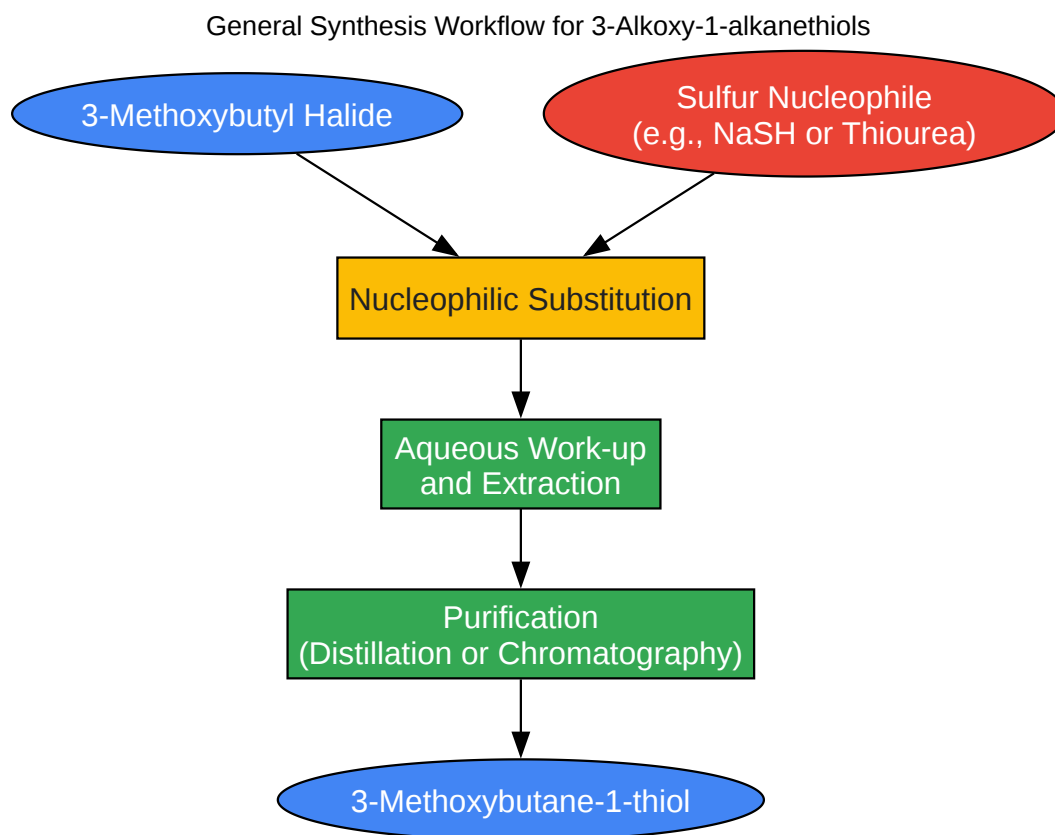 General Synthesis Workflow for 3-Alkoxy-1-alkanethiols
3-Methoxybutyl Halide
Sulfur Nucleophile
(e.g., NaSH or Thiourea)
Nucleophilic Substitution
Aqueous Work-up
and Extraction
Purification
(Distillation or Chromatography)
3-Methoxybutane-1-thiol